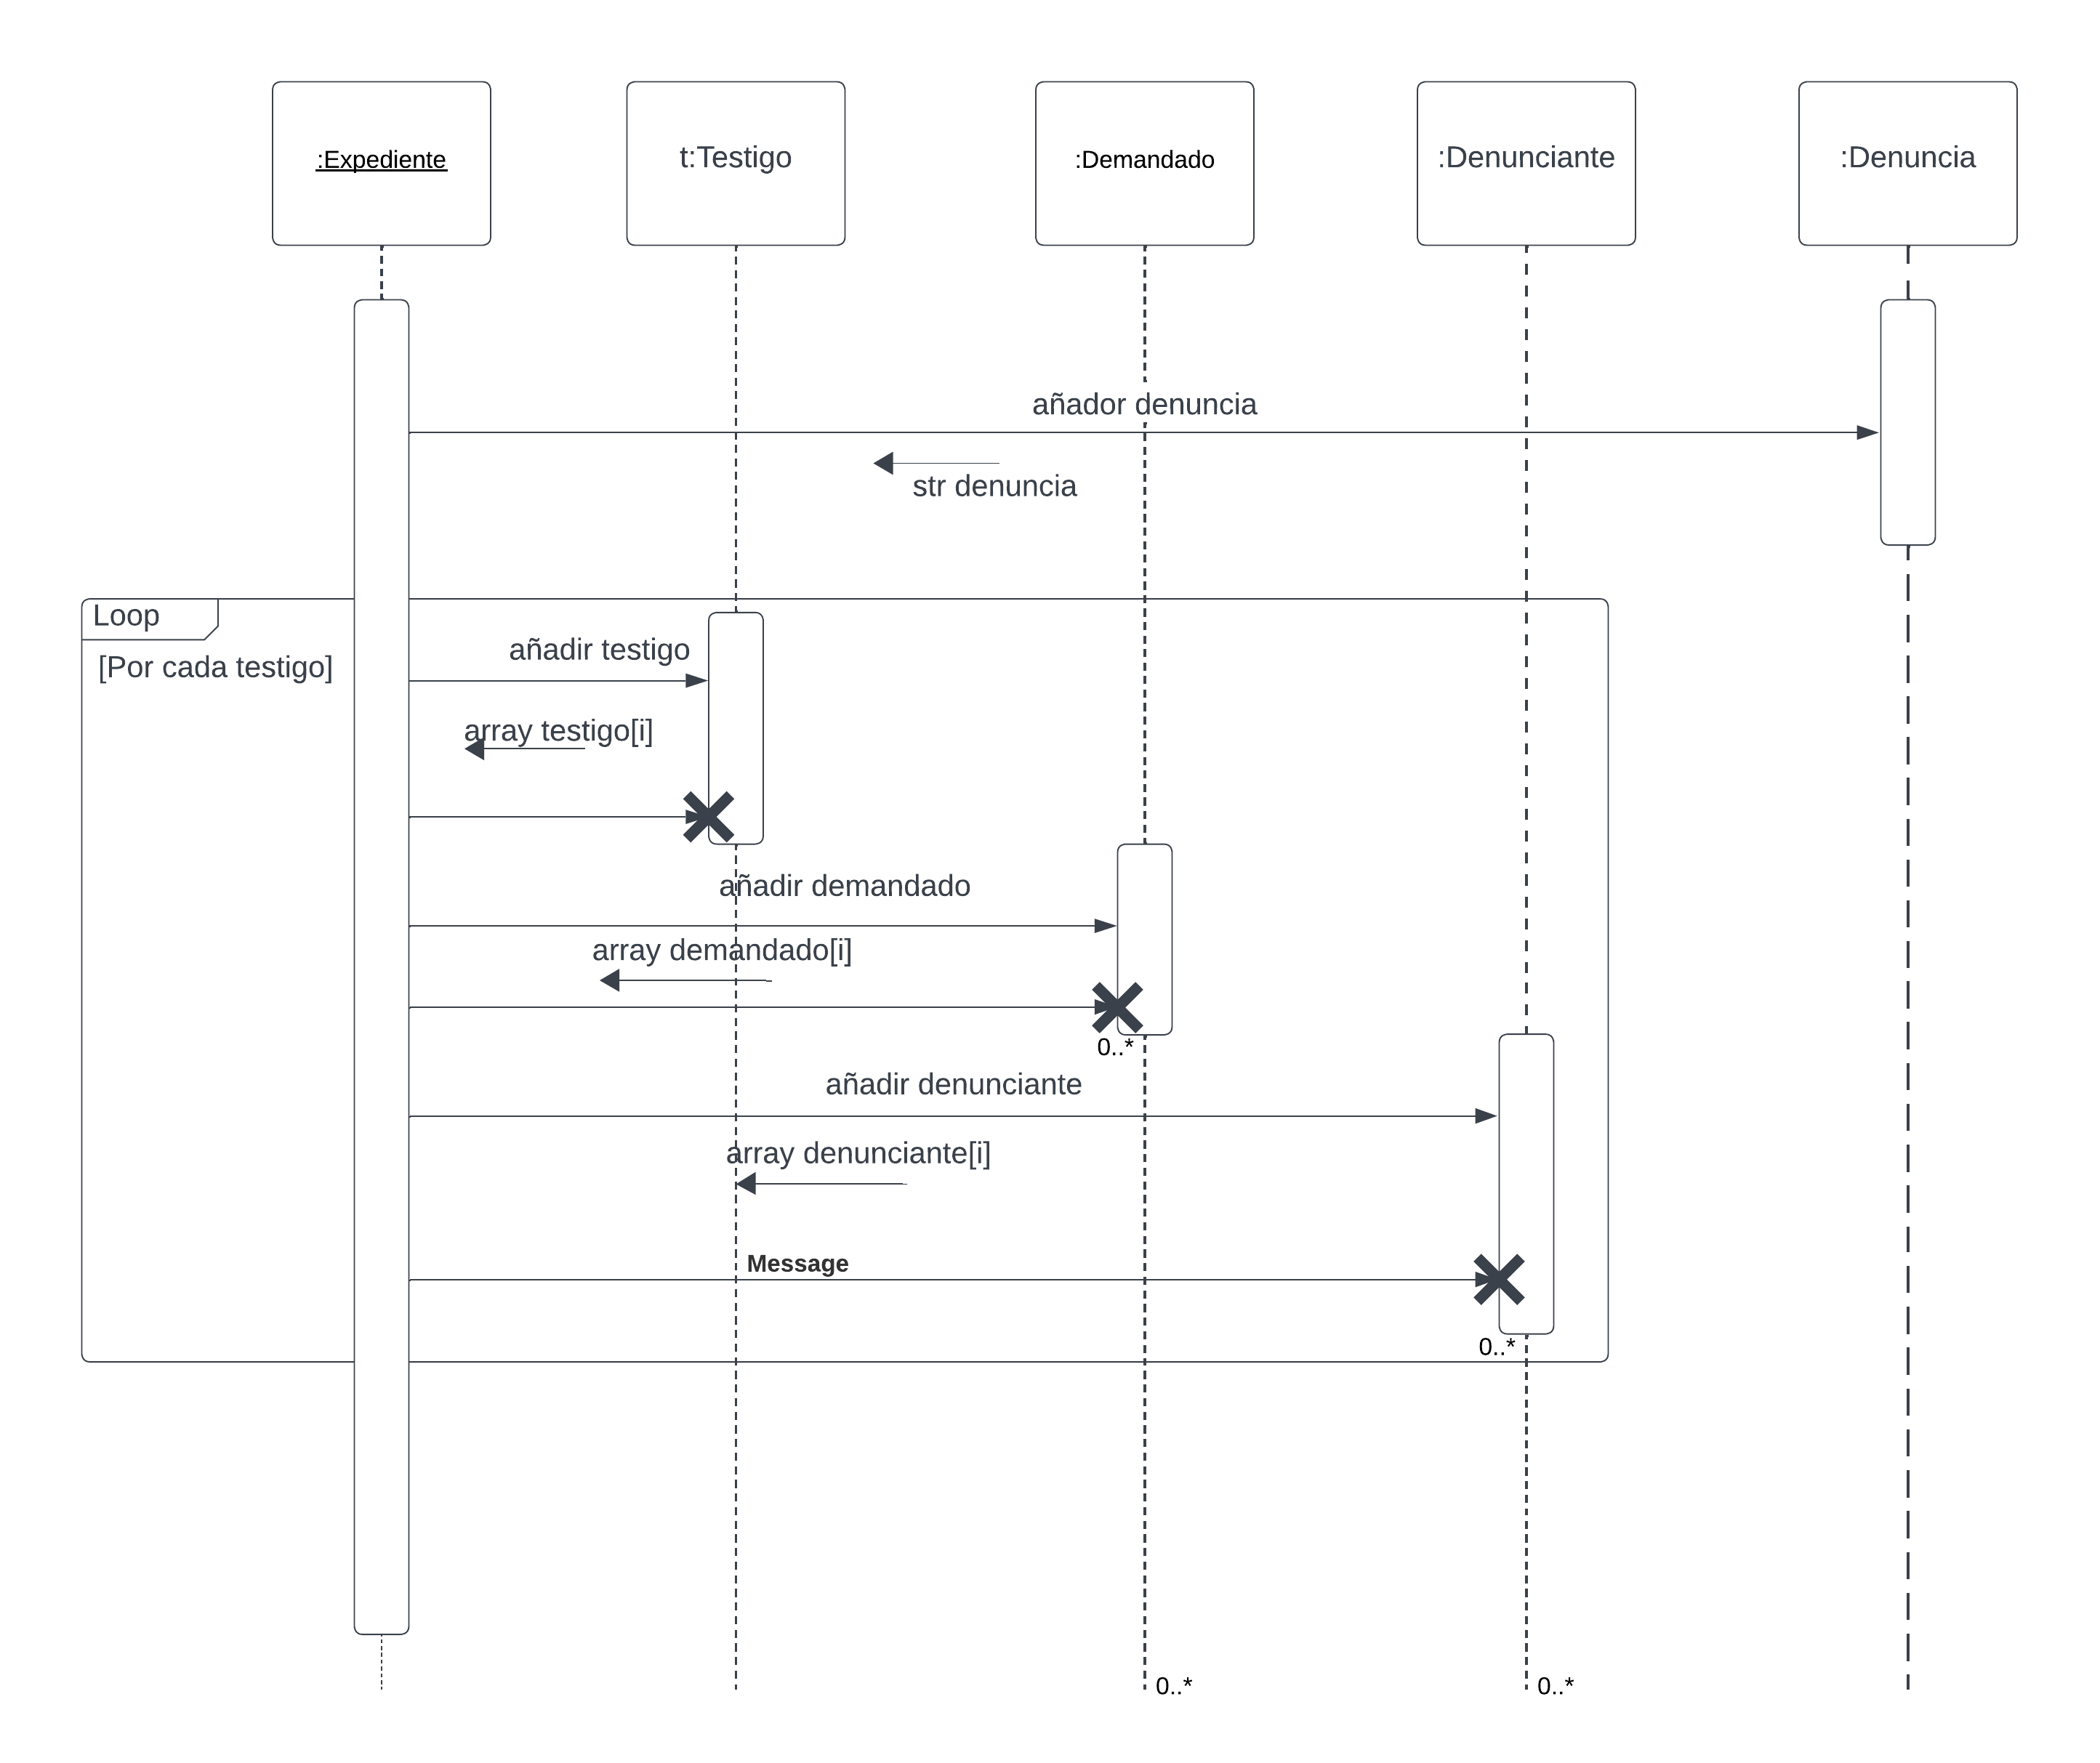 :Expediente
t:Testigo
:Demandado
:Denunciante
:Denuncia
añador denuncia
str denuncia
Loop
[Por cada testigo]
añadir testigo
array testigo[i]
añadir demandado
array demandado[i]
0..*
añadir denunciante
array denunciante[i]
Message
0..*
0..*
0..*